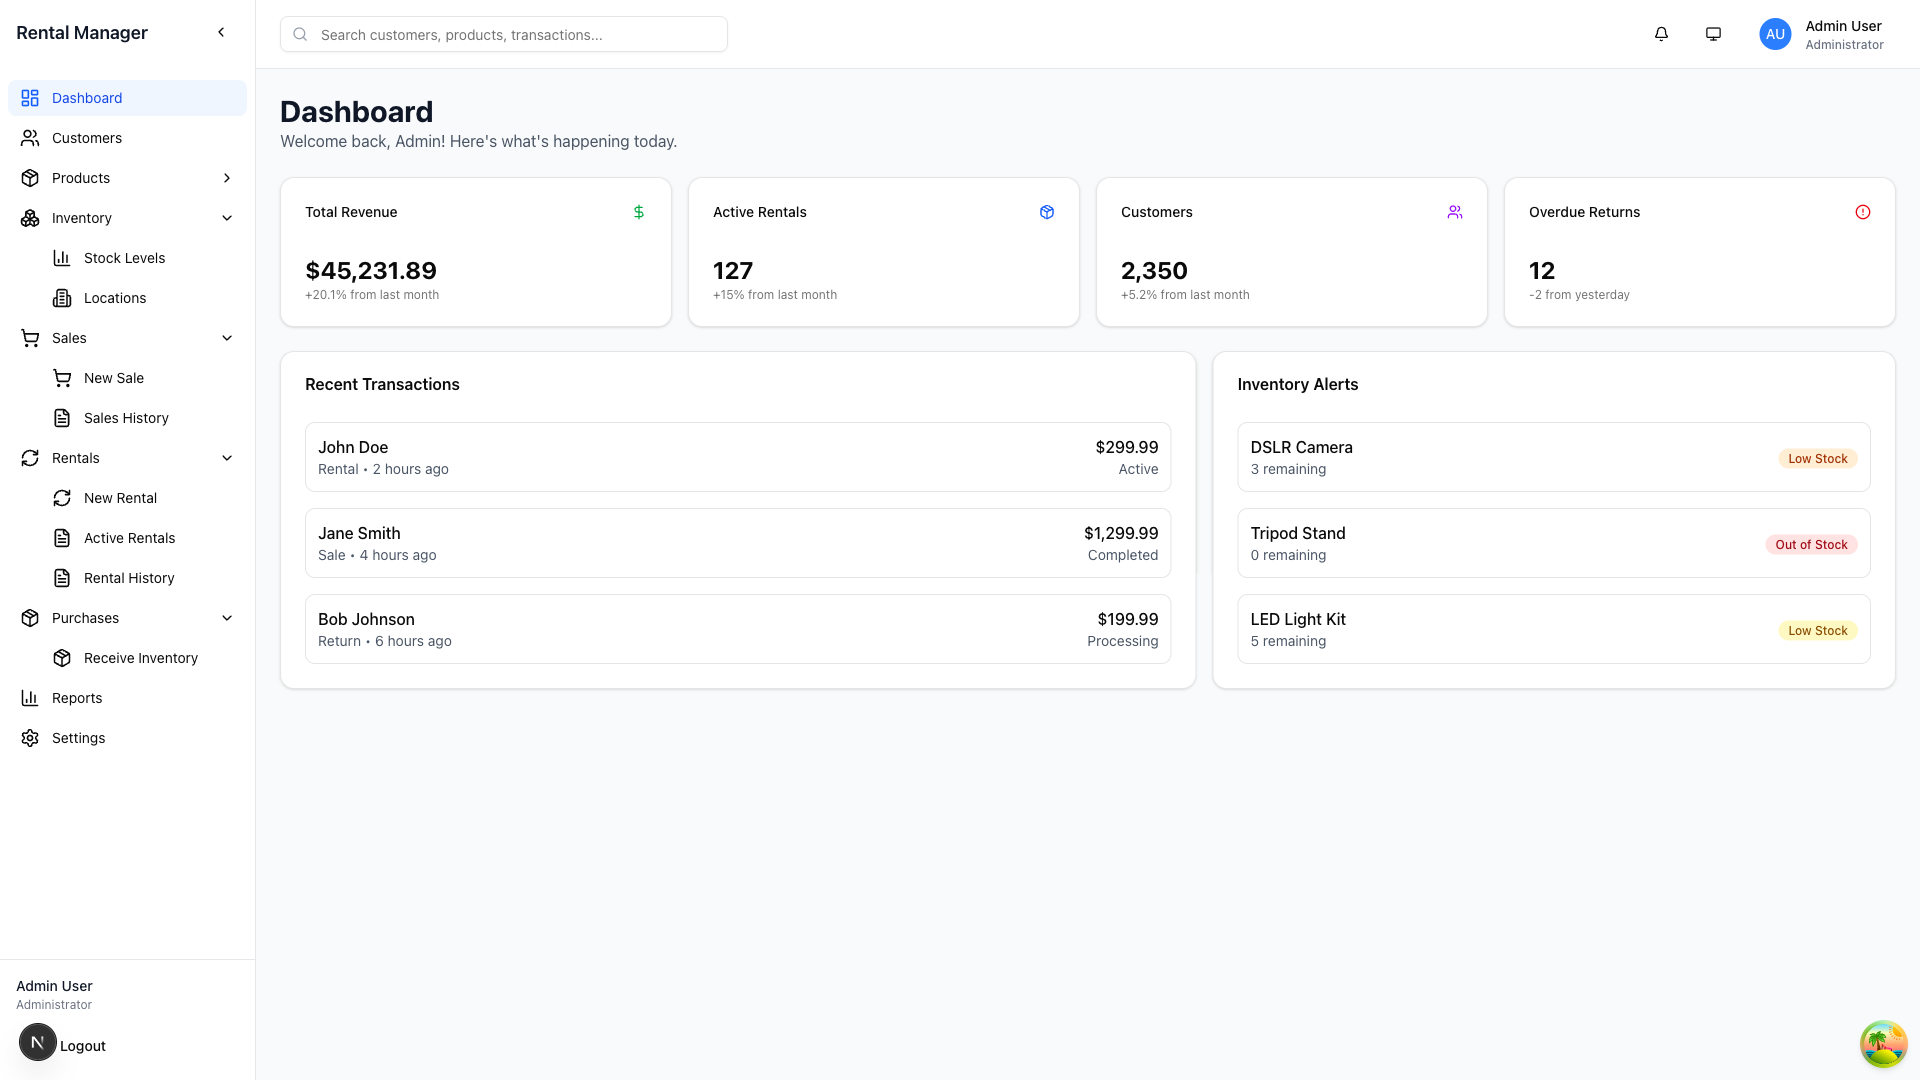 Rental Manager
Dashboard
Customers
Products
Inventory
Stock Levels
Locations
Sales
New Sale
Sales History
Rentals
New Rental
Active Rentals
Rental History
Purchases
Receive Inventory
Reports
Settings
Admin User
Administrator
N
Logout
Search customers, products, transactions...
AU
Admin User
Administrator
Dashboard
Welcome back, Admin! Here's what's happening today.
Total Revenue
$45,231.89
+20.1% from last month
Active Rentals
127
+15% from last month
Customers
2,350
+5.2% from last month
Overdue Returns
12
-2 from yesterday
Recent Transactions
John Doe
$299.99
Rental • 2 hours ago
Active
Jane Smith
$1,299.99
Sale • 4 hours ago
Completed
Bob Johnson
$199.99
Return • 6 hours ago
Processing
Inventory Alerts
DSLR Camera
3 remaining
Low Stock
Tripod Stand
0 remaining
Out of Stock
LED Light Kit
5 remaining
Low Stock